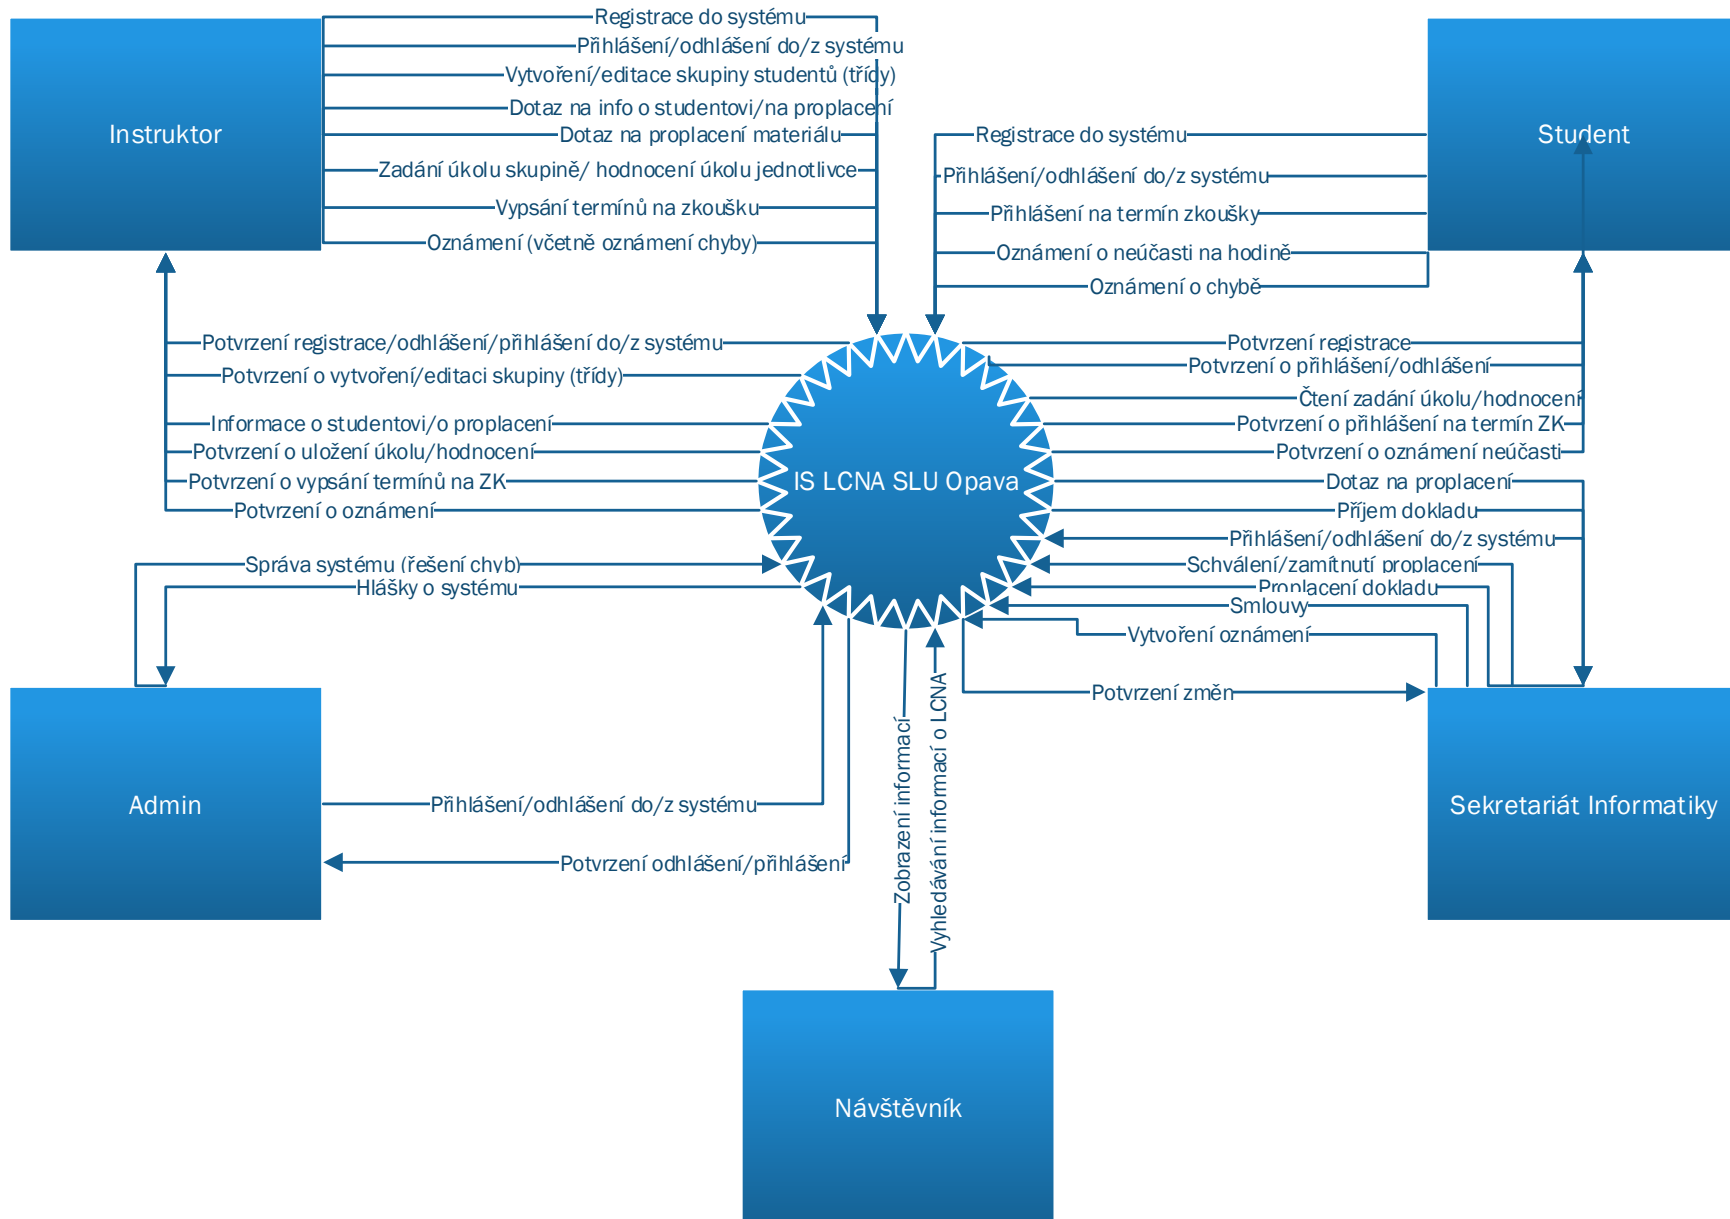 Instruktor
Registrace do systému
Přihlášení/odhlášení do/z systému
Vytvoření/editace skupiny studentů (třídy)
Dotaz na info o studentovi/na proplacení
Dotaz na proplacení materiálu
Zadání úkolu skupině/ hodnocení úkolu jednotlivce
Vypsání termínů na zkoušku
Oznámení (včetně oznámení chyby)
Student
Registrace do systému
Přihlášení/odhlášení do/z systému
Přihlášení na termín zkoušky
Oznámení o neúčasti na hodině
Oznámení o chybě
Potvrzení registrace/odhlášení/přihlášení do/z systému
Potvrzení o vytvoření/editaci skupiny (třídy)
Informace o studentovi/o proplacení
Potvrzení o uložení úkolu/hodnocení
Potvrzení o vypsání termínů na ZK
Potvrzení o oznámení
IS LCNA SLU Opava
Potvrzení registrace
Potvrzení o přihlášení/odhlášení
Čtení zadání úkolu/hodnocení
Potvrzení o přihlášení na termín ZK
Potvrzení o oznámení neúčasti
Dotaz na proplacení
Příjem dokladu
Přihlášení/odhlášení do/z systému
Schválení/zamítnutí proplacení
Proplacení dokladu
Smlouvy
Vytvoření oznámení
Potvrzení změn
Správa systému (řešení chyb)
Hlášky o systému
Admin
Přihlášení/odhlášení do/z systému
Potvrzení odhlášení/přihlášení
Zobrazení informací
Vyhledávání informací o LCNA
Sekretariát Informatiky
Návštěvník